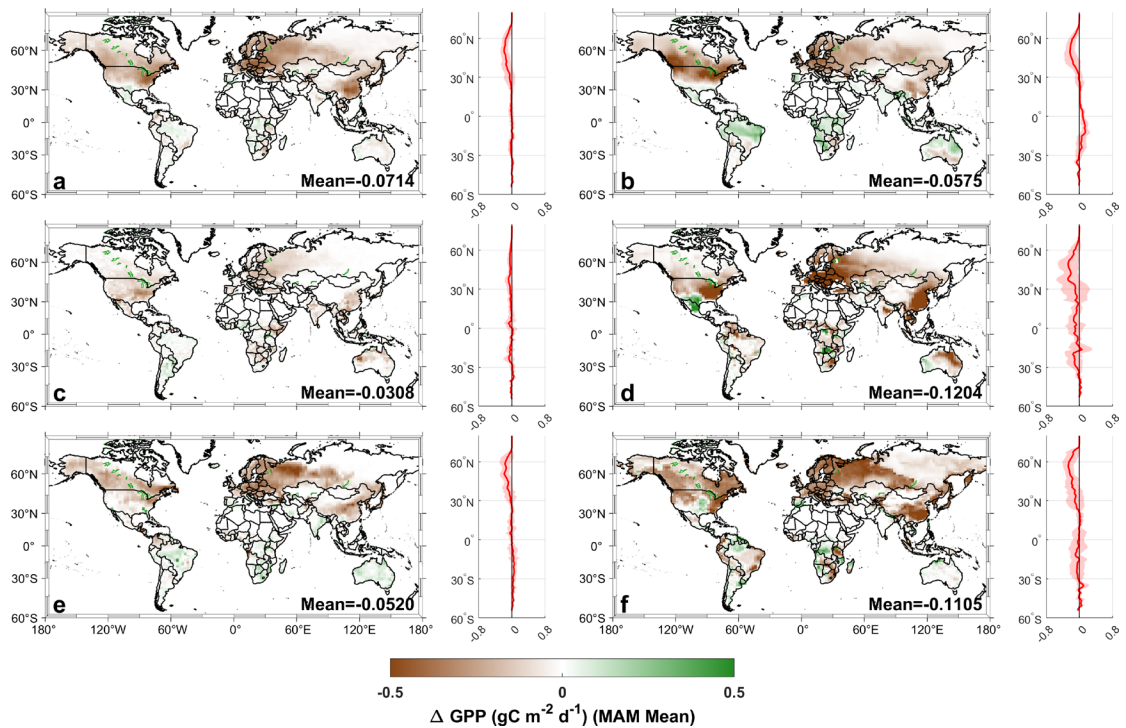 60°N
30°N
0°
30°S
60°S
a
Mean=-0.0714
60°N
30°N
0°
30°S
60°S
-0.8
0
0.8
60°N
30°N
0°
30°S
60°S
b
Mean=-0.0575
60°N
30°N
0°
30°S
60°S
-0.8
0
0.8
60°N
30°N
0°
30°S
60°S
c
Mean=-0.0308
60°N
30°N
0°
30°S
60°S
-0.8
0
0.8
60°N
30°N
0°
30°S
60°S
d
Mean=-0.1204
60°N
30°N
0°
30°S
60°S
-0.8
0
0.8
60°N
30°N
0°
30°S
60°S
e
Mean=-0.0520
180°
120°W
60°W
0°
60°E
120°E
180°
60°N
30°N
0°
30°S
60°S
-0.8
0
0.8
60°N
30°N
0°
30°S
60°S
f
Mean=-0.1105
180°
120°W
60°W
0°
60°E
120°E
180°
60°N
30°N
0°
30°S
60°S
-0.8
0
0.8
-0.5 0 0.5
Δ GPP (gC m⁻² d⁻¹) (MAM Mean)